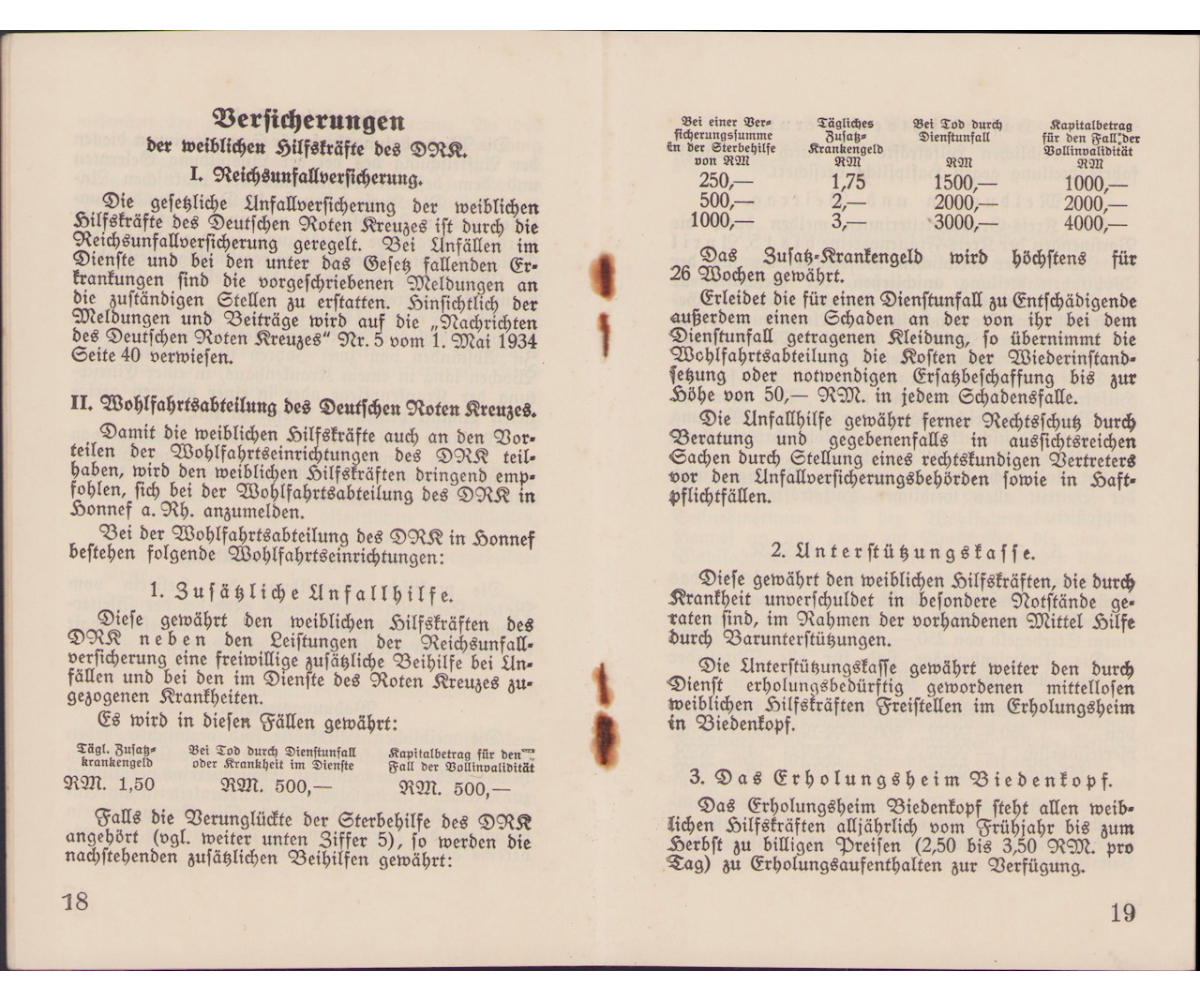 Versicherungen
der weiblichen Hilfskräfte des DRK.
I. Reichsunfallversicherung.
Die gesetzliche Unfallversicherung der weiblichen
Hilfskräfte des Deutschen Roten Kreuzes ist durch die
Reichsunfallversicherung geregelt. Bei Unfällen im
Dienste und bei den unter das Gesetz fallenden Er-
krankungen sind die vorgeschriebenen Meldungen an
die zuständigen Stellen zu erstatten. Hinsichtlich der
Meldungen und Beiträge wird auf die „Nachrichten
des Deutschen Roten Kreuzes“ Nr. 5 vom 1. Mai 1934
Seite 40 verwiesen.
II. Wohlfahrtsabteilung des Deutschen Roten Kreuzes.
Damit die weiblichen Hilfskräfte auch an den Vor-
teilen der Wohlfahrtseinrichtungen des DRK teil-
haben, wird den weiblichen Hilfskräften dringend emp-
fohlen, sich bei der Wohlfahrtsabteilung des DRK in
Honnef a. Rh. anzumelden.
Bei der Wohlfahrtsabteilung des DRK in Honnef
bestehen folgende Wohlfahrtseinrichtungen:
1. Zusätzliche Unfallhilfe.
Diese gewährt den weiblichen Hilfskräften des
DRK neben den Leistungen der Reichsunfall-
versicherung eine freiwillige zusätzliche Beihilfe bei Un-
fällen und bei den im Dienste des Roten Kreuzes zu-
gezogenen Krankheiten.
Es wird in diesen Fällen gewährt:
Tägl. Zusatz- Bei Tod durch Dienstunfall Kapitalbetrag für den
krankengeld oder Krankheit im Dienste Fall der Vollinvalidität
RM. 1,50 RM. 500,— RM. 500,—
Falls die Verunglückte der Sterbehilfe des DRK
angehört (vgl. weiter unten Ziffer 5), so werden die
nachstehenden zusätzlichen Beihilfen gewährt:
18
Bei einer Ver- Tägliches Bei Tod durch Kapitalbetrag
sicherungssumme Zusatz- Dienstunfall für den Fall der
in der Sterbehilfe Krankengeld Vollinvalidität
von RM RM RM RM
250,— 1,75 1500,— 1000,—
500,— 2,— 2000,— 2000,—
1000,— 3,— 3000,— 4000,—
Das Zusatz-Krankengeld wird höchstens für
26 Wochen gewährt.
Erleidet die für einen Dienstunfall zu Entschädigende
außerdem einen Schaden an der von ihr bei dem
Dienstunfall getragenen Kleidung, so übernimmt die
Wohlfahrtsabteilung die Kosten der Wiederinstand-
setzung oder notwendigen Ersatzbeschaffung bis zur
Höhe von 50,— RM. in jedem Schadensfalle.
Die Unfallhilfe gewährt ferner Rechtsschutz durch
Beratung und gegebenenfalls in aussichtsreichen
Sachen durch Stellung eines rechtskundigen Vertreters
vor den Unfallversicherungsbehörden sowie in Haft-
pflichtfällen.
2. Unterstützungskasse.
Diese gewährt den weiblichen Hilfskräften, die durch
Krankheit unverschuldet in besondere Notstände ge-
raten sind, im Rahmen der vorhandenen Mittel Hilfe
durch Barunterstützungen.
Die Unterstützungskasse gewährt weiter den durch
Dienst erholungsbedürftig gewordenen mittellosen
weiblichen Hilfskräften Freistellen im Erholungsheim
in Biedenkopf.
3. Das Erholungsheim Biedenkopf.
Das Erholungsheim Biedenkopf steht allen weib-
lichen Hilfskräften alljährlich vom Frühjahr bis zum
Herbst zu billigen Preisen (2,50 bis 3,50 RM. pro
Tag) zu Erholungsaufenthalten zur Verfügung.
19